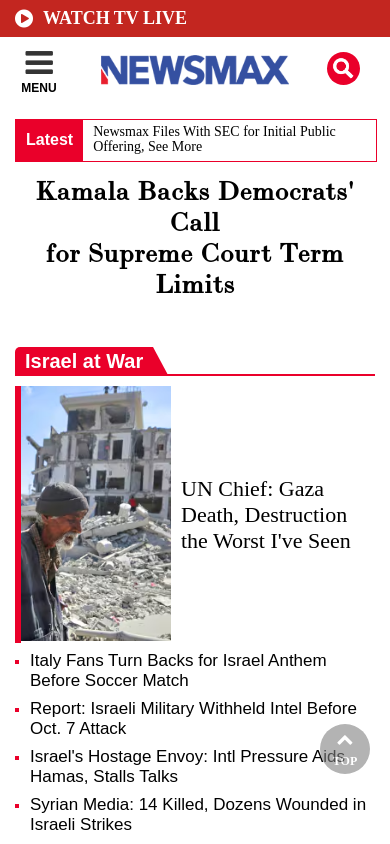 WATCH TV LIVE
MENU
NEWSMAX
Latest
Newsmax Files With SEC for Initial Public
Offering, See More
Kamala Backs Democrats'
Call
for Supreme Court Term
Limits
Israel at War
UN Chief: Gaza
Death, Destruction
the Worst I've Seen
Italy Fans Turn Backs for Israel Anthem
Before Soccer Match
Report: Israeli Military Withheld Intel Before
Oct. 7 Attack
Israel's Hostage Envoy: Intl Pressure Aids
Hamas, Stalls Talks
TOP
Syrian Media: 14 Killed, Dozens Wounded in
Israeli Strikes